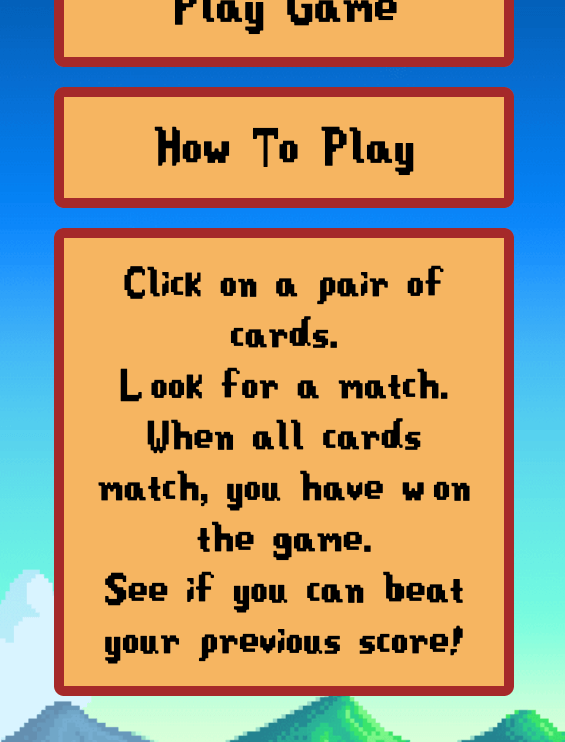 Play Game
How To Play
Click on a pair of
cards.
Look for a match.
When all cards
match, you have won
the game.
See if you can beat
your previous score!